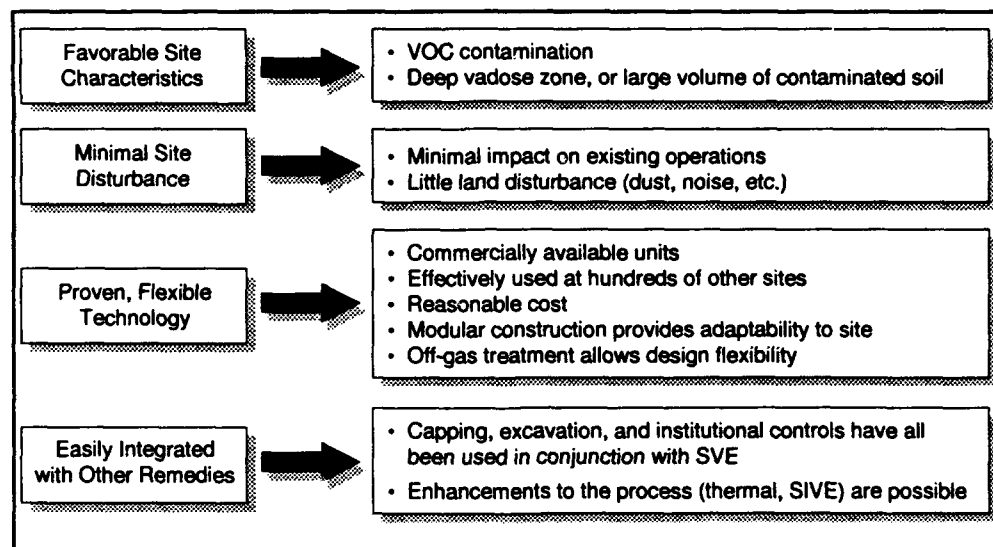 Favorable Site
Characteristics
• VOC contamination
• Deep vadose zone, or large volume of contaminated soil
Minimal Site
Disturbance
• Minimal impact on existing operations
• Little land disturbance (dust, noise, etc.)
Proven, Flexible
Technology
• Commercially available units
• Effectively used at hundreds of other sites
• Reasonable cost
• Modular construction provides adaptability to site
• Off-gas treatment allows design flexibility
Easily Integrated
with Other Remedies
• Capping, excavation, and institutional controls have all
been used in conjunction with SVE
• Enhancements to the process (thermal, SIVE) are possible